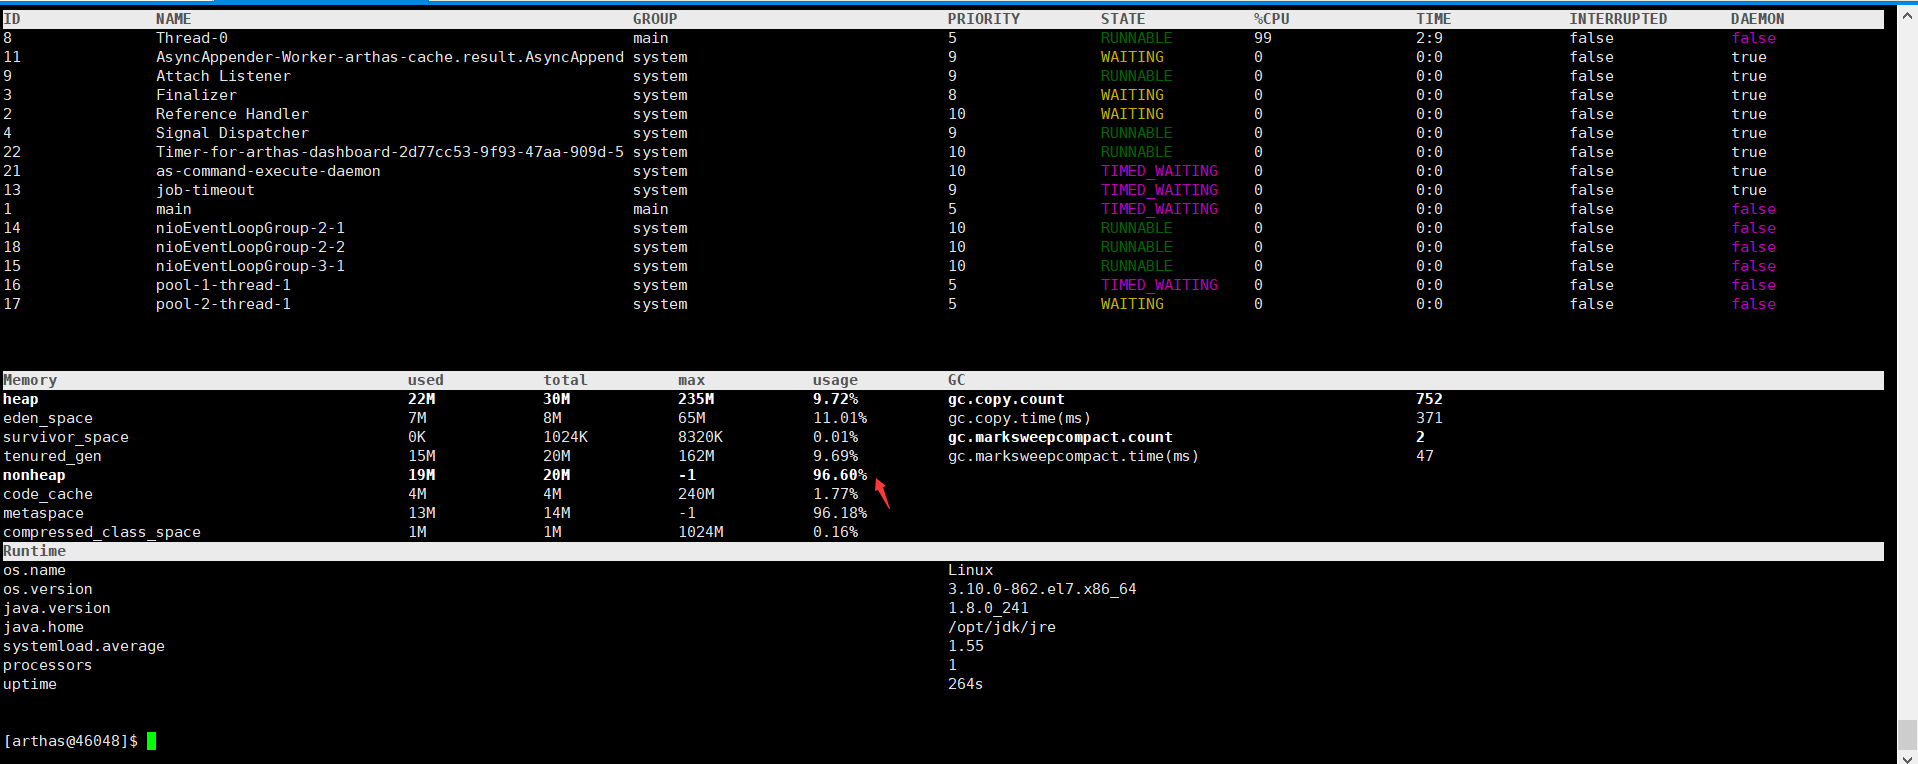 ID NAME GROUP PRIORITY STATE %CPU TIME INTERRUPTED DAEMON
8 Thread-0 main 5 RUNNABLE 99 2:9 false false
11 AsyncAppender-Worker-arthas-cache.result.AsyncAppend system 9 WAITING 0 0:0 false true
9 Attach Listener system 9 RUNNABLE 0 0:0 false true
3 Finalizer system 8 WAITING 0 0:0 false true
2 Reference Handler system 10 WAITING 0 0:0 false true
4 Signal Dispatcher system 9 RUNNABLE 0 0:0 false true
22 Timer-for-arthas-dashboard-2d77cc53-9f93-47aa-909d-5 system 10 RUNNABLE 0 0:0 false true
21 as-command-execute-daemon system 10 TIMED_WAITING 0 0:0 false true
13 job-timeout system 9 TIMED_WAITING 0 0:0 false true
1 main main 5 TIMED_WAITING 0 0:0 false false
14 nioEventLoopGroup-2-1 system 10 RUNNABLE 0 0:0 false false
18 nioEventLoopGroup-2-2 system 10 RUNNABLE 0 0:0 false false
15 nioEventLoopGroup-3-1 system 10 RUNNABLE 0 0:0 false false
16 pool-1-thread-1 system 5 TIMED_WAITING 0 0:0 false false
17 pool-2-thread-1 system 5 WAITING 0 0:0 false false
Memory used total max usage GC
heap 22M 30M 235M 9.72% gc.copy.count 752
eden_space 7M 8M 65M 11.01% gc.copy.time(ms) 371
survivor_space 0K 1024K 8320K 0.01% gc.marksweepcompact.count 2
tenured_gen 15M 20M 162M 9.69% gc.marksweepcompact.time(ms) 47
nonheap 19M 20M -1 96.60%
code_cache 4M 4M 240M 1.77%
metaspace 13M 14M -1 96.18%
compressed_class_space 1M 1M 1024M 0.16%
Runtime
os.name Linux
os.version 3.10.0-862.el7.x86_64
java.version 1.8.0_241
java.home /opt/jdk/jre
systemload.average 1.55
processors 1
uptime 264s
[arthas@46048]$